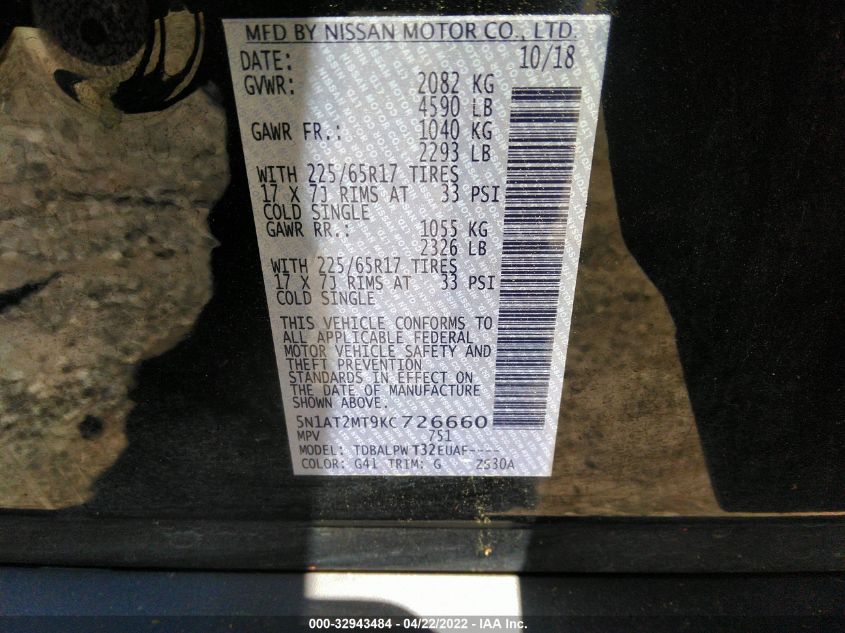 MFD BY NISSAN MOTOR CO., LTD.
DATE: 10/18
GVWR: 2082 KG
4590 LB
GAWR FR.: 1040 KG
2293 LB
WITH 225/65R17 TIRES
17 X 7J RIMS AT 33 PSI
COLD SINGLE
GAWR RR.: 1055 KG
2326 LB
WITH 225/65R17 TIRES
17 X 7J RIMS AT 33 PSI
COLD SINGLE
THIS VEHICLE CONFORMS TO
ALL APPLICABLE FEDERAL
MOTOR VEHICLE SAFETY AND
THEFT PREVENTION
STANDARDS IN EFFECT ON
THE DATE OF MANUFACTURE
SHOWN ABOVE.
5N1AT2MT9KC726660
MPV 7S1
MODEL: TDBALPW T32EUAF----
COLOR: G41 TRIM: G ZS30A
000-32943484 - 04/22/2022 - IAA Inc.